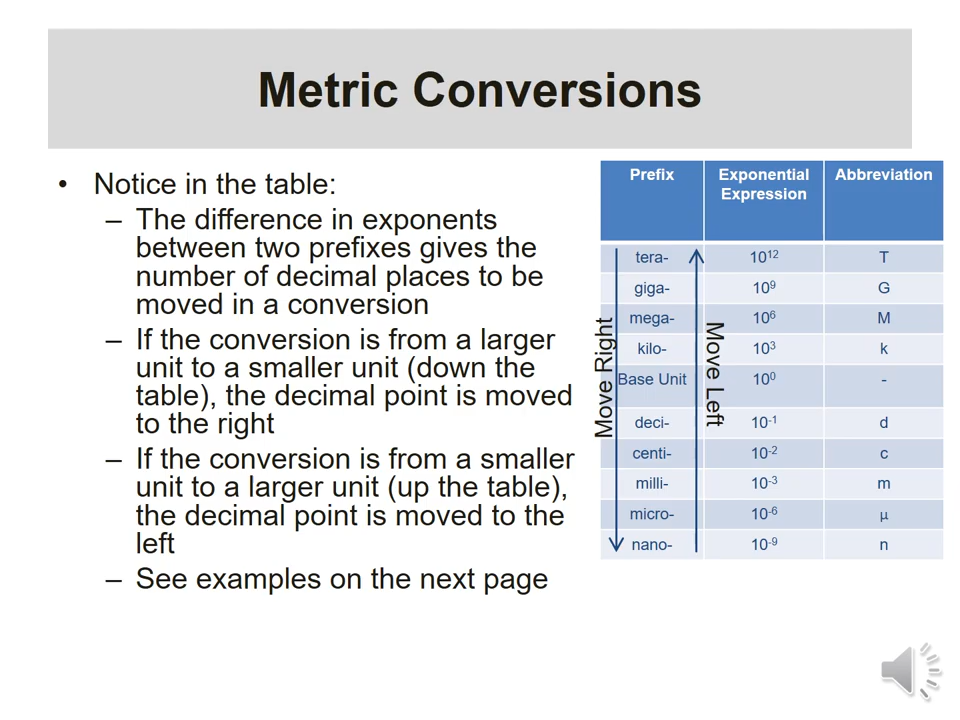 Metric Conversions
• Notice in the table:
– The difference in exponents
between two prefixes gives the
number of decimal places to be
moved in a conversion
– If the conversion is from a larger
unit to a smaller unit (down the
table), the decimal point is moved
to the right
– If the conversion is from a smaller
unit to a larger unit (up the table),
the decimal point is moved to the
left
– See examples on the next page
Prefix Exponential Abbreviation
Expression
tera- 10¹² T
giga- 10⁹ G
mega- 10⁶ M
kilo- 10³ k
Base Unit 10⁰ -
deci- 10⁻¹ d
centi- 10⁻² c
milli- 10⁻³ m
micro- 10⁻⁶ µ
nano- 10⁻⁹ n
Move Right
Move Left